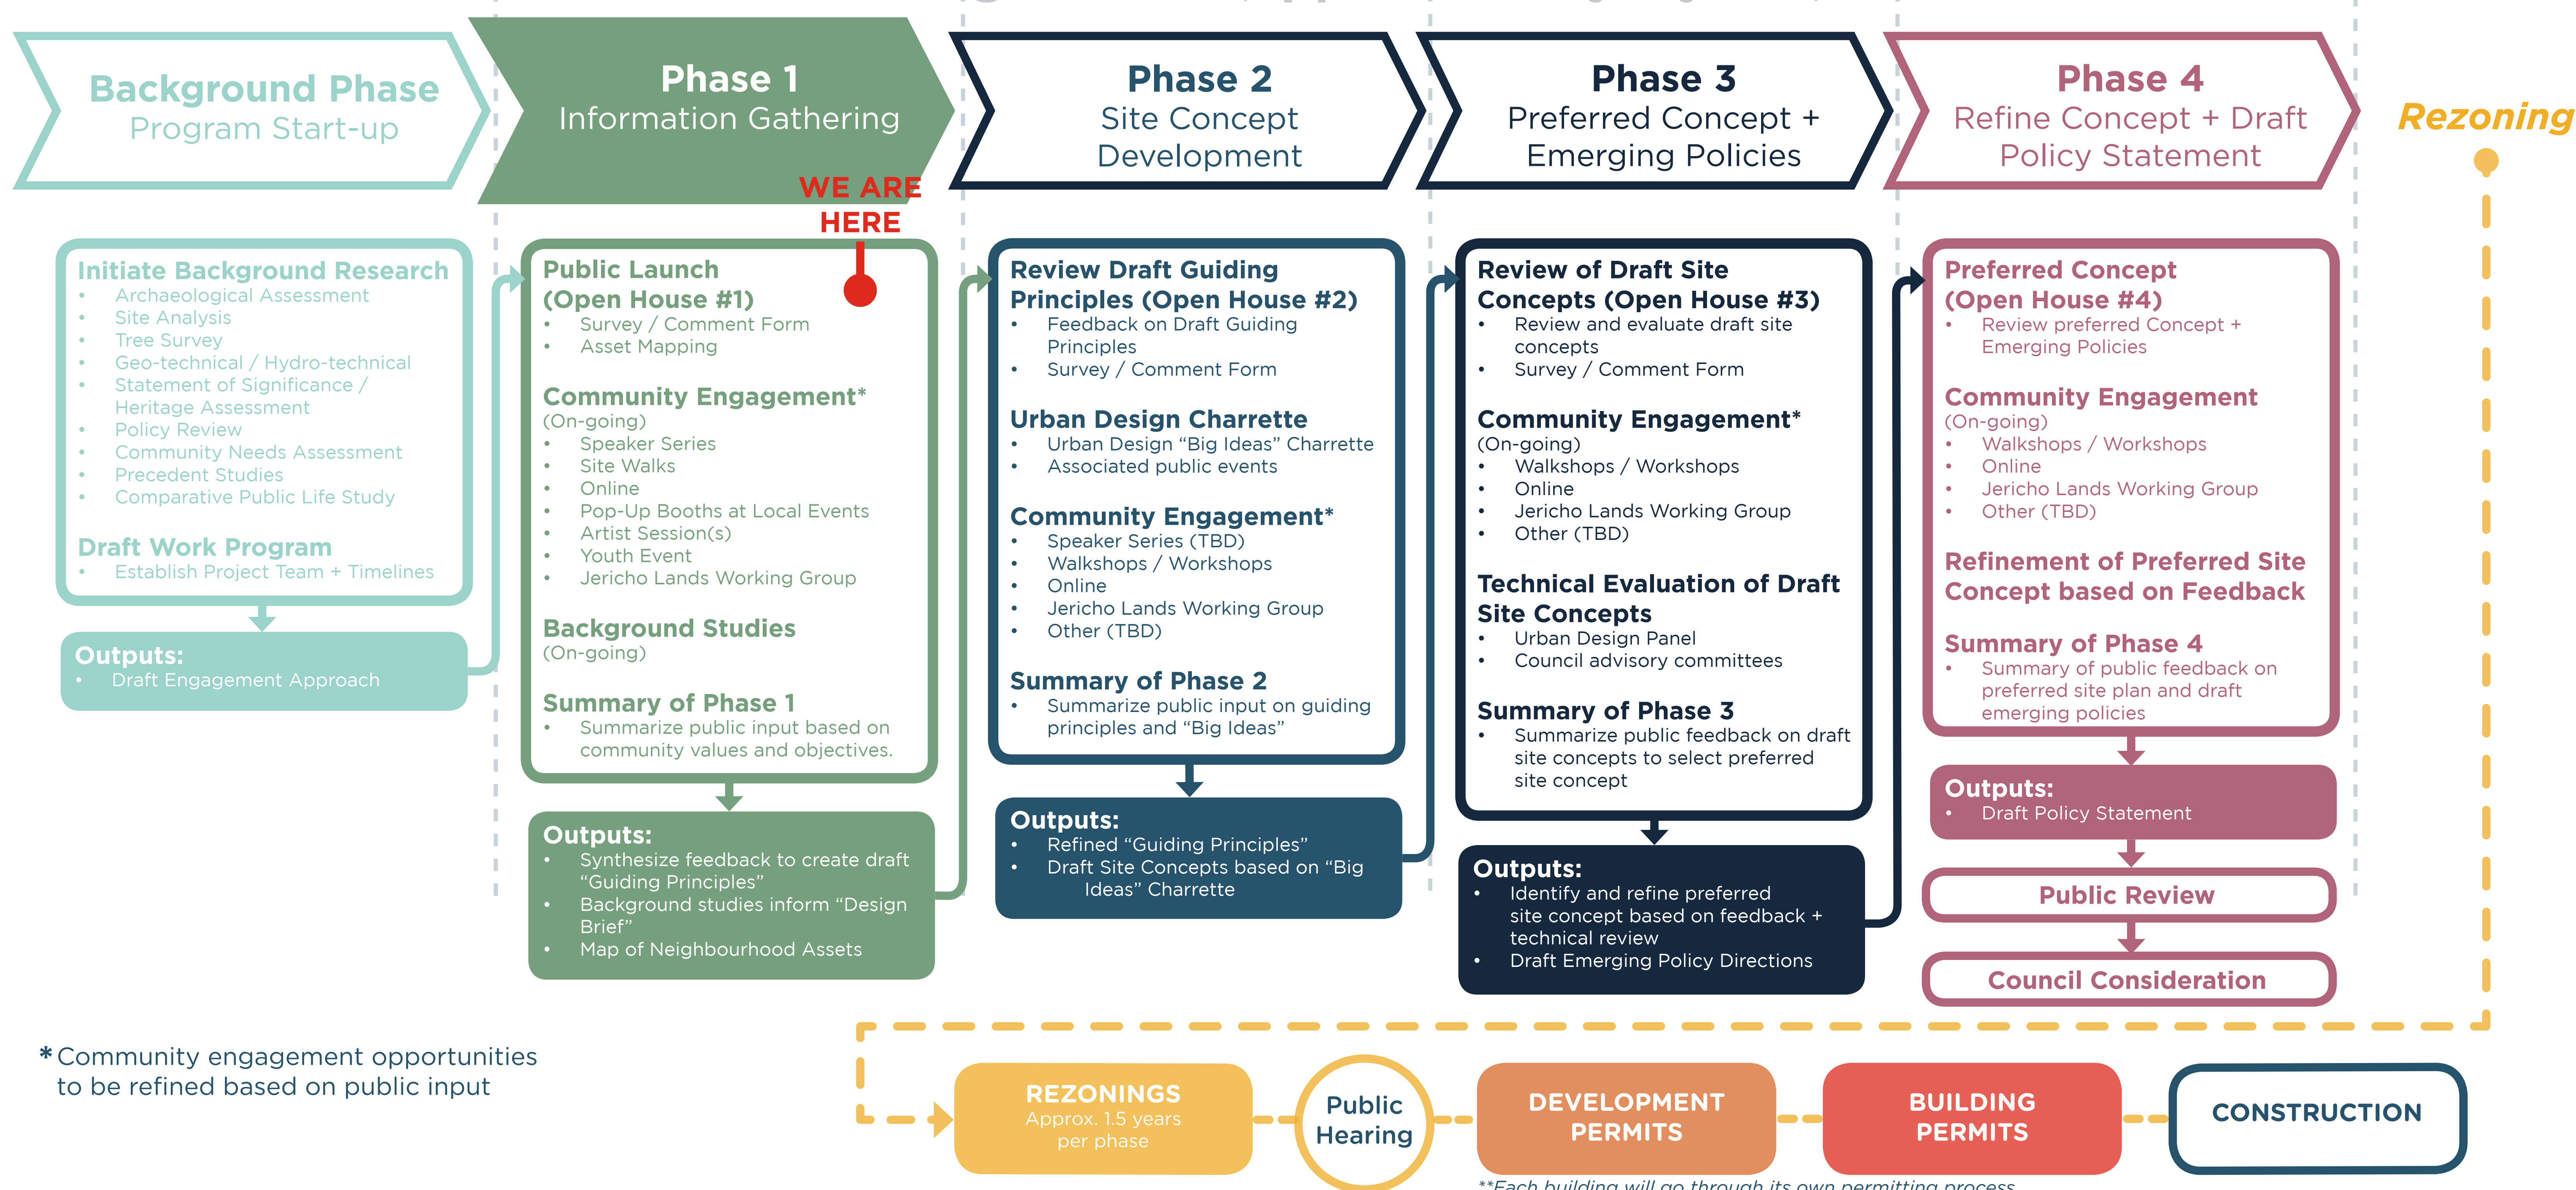 Background Phase
Program Start-up
Phase 1
Information Gathering
Phase 2
Site Concept
Development
Phase 3
Preferred Concept +
Emerging Policies
Phase 4
Refine Concept + Draft
Policy Statement
Rezoning
WE ARE
HERE
Initiate Background Research
• Archaeological Assessment
• Site Analysis
• Tree Survey
• Geo-technical / Hydro-technical
• Statement of Significance /
Heritage Assessment
• Policy Review
• Community Needs Assessment
• Precedent Studies
• Comparative Public Life Study
Draft Work Program
• Establish Project Team + Timelines
Outputs:
• Draft Engagement Approach
Public Launch
(Open House #1)
• Survey / Comment Form
• Asset Mapping
Community Engagement*
(On-going)
• Speaker Series
• Site Walks
• Online
• Pop-Up Booths at Local Events
• Artist Session(s)
• Youth Event
• Jericho Lands Working Group
Background Studies
(On-going)
Summary of Phase 1
• Summarize public input based on
community values and objectives.
Outputs:
• Synthesize feedback to create draft
“Guiding Principles”
• Background studies inform “Design
Brief”
• Map of Neighbourhood Assets
Review Draft Guiding
Principles (Open House #2)
• Feedback on Draft Guiding
Principles
• Survey / Comment Form
Urban Design Charrette
• Urban Design “Big Ideas” Charrette
• Associated public events
Community Engagement*
• Speaker Series (TBD)
• Walkshops / Workshops
• Online
• Jericho Lands Working Group
• Other (TBD)
Summary of Phase 2
• Summarize public input on guiding
principles and “Big Ideas”
Outputs:
• Refined “Guiding Principles”
• Draft Site Concepts based on “Big
Ideas” Charrette
Review of Draft Site
Concepts (Open House #3)
• Review and evaluate draft site
concepts
• Survey / Comment Form
Community Engagement*
(On-going)
• Walkshops / Workshops
• Online
• Jericho Lands Working Group
• Other (TBD)
Technical Evaluation of Draft
Site Concepts
• Urban Design Panel
• Council advisory committees
Summary of Phase 3
• Summarize public feedback on draft
site concepts to select preferred
site concept
Outputs:
• Identify and refine preferred
site concept based on feedback +
technical review
• Draft Emerging Policy Directions
Preferred Concept
(Open House #4)
• Review preferred Concept +
Emerging Policies
Community Engagement
(On-going)
• Walkshops / Workshops
• Online
• Jericho Lands Working Group
• Other (TBD)
Refinement of Preferred Site
Concept based on Feedback
Summary of Phase 4
• Summary of public feedback on
preferred site plan and draft
emerging policies
Outputs:
• Draft Policy Statement
Public Review
Council Consideration
* Community engagement opportunities
to be refined based on public input
REZONINGS
Approx. 1.5 years
per phase
Public
Hearing
DEVELOPMENT
PERMITS
BUILDING
PERMITS
CONSTRUCTION
**Each building will go through its own permitting process